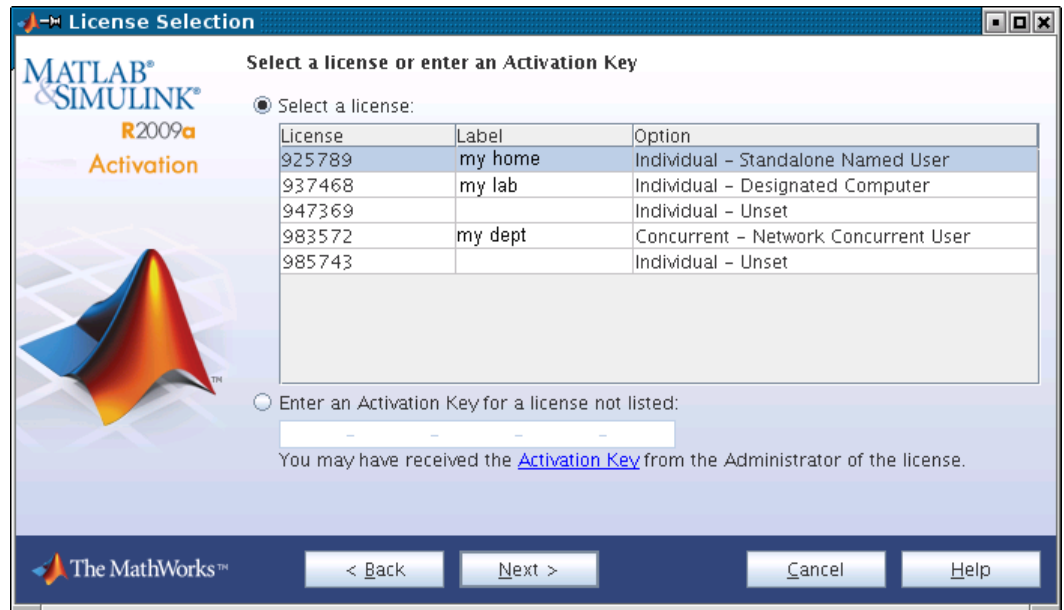 License Selection
MATLAB®
&SIMULINK®
R2009a
Activation
Select a license or enter an Activation Key
Select a license:
License Label Option
925789 my home Individual – Standalone Named User
937468 my lab Individual – Designated Computer
947369 Individual – Unset
983572 my dept Concurrent – Network Concurrent User
985743 Individual – Unset
TM
Enter an Activation Key for a license not listed:
– – – –
You may have received the Activation Key from the Administrator of the license.
The MathWorks™
< Back Next > Cancel Help